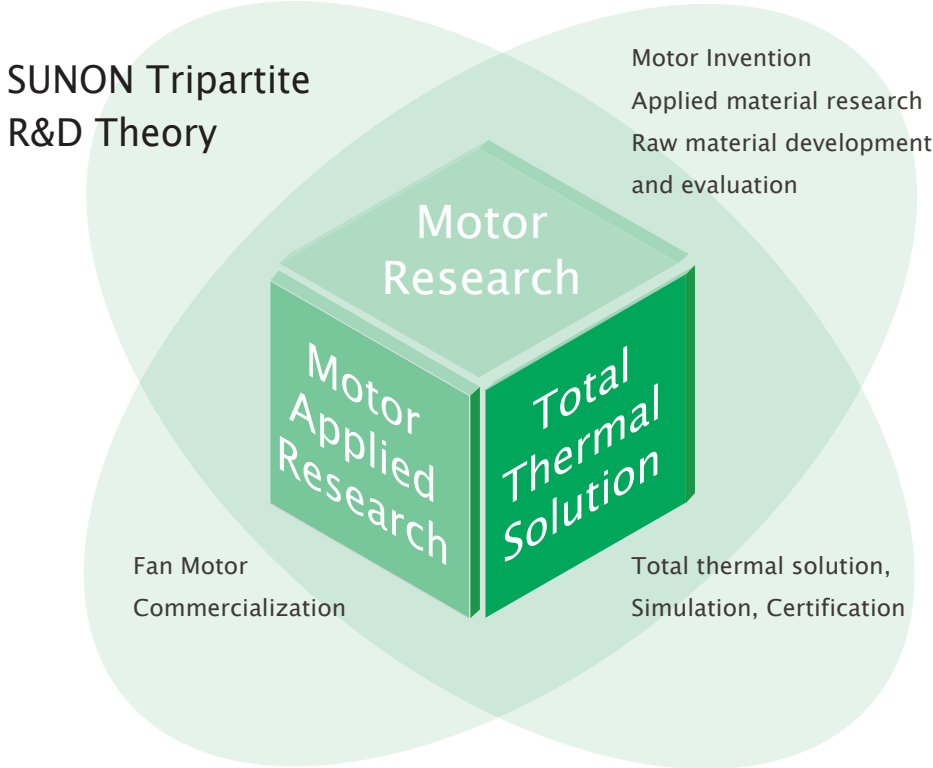 SUNON Tripartite
R&D Theory
Motor Invention
Applied material research
Raw material development
and evaluation
Motor
Research
Motor
Applied
Research
Total
Thermal
Solution
Fan Motor
Commercialization
Total thermal solution,
Simulation, Certification